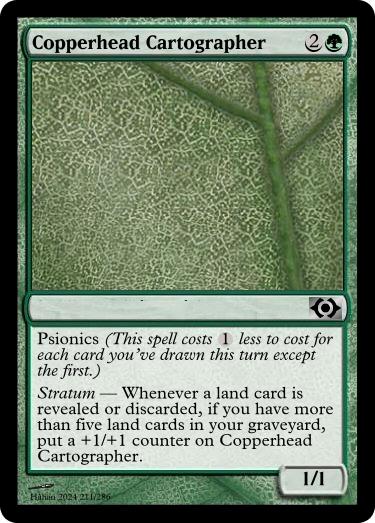 Copperhead Cartographer 2
Psionics (This spell costs 1 less to cost for
each card you've drawn this turn except
the first.)
Stratum — Whenever a land card is
revealed or discarded, if you have more
than five land cards in your graveyard,
put a +1/+1 counter on Copperhead
Cartographer.
1/1
2024 211/286